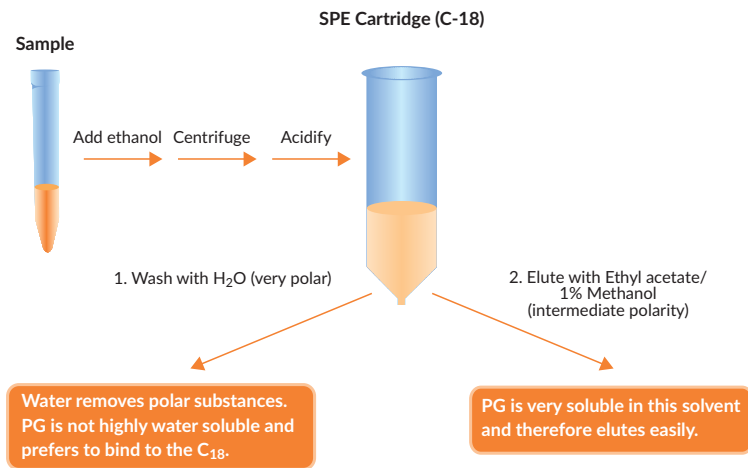 SPE Cartridge (C-18)
Sample
Add ethanol
Centrifuge
Acidify
1. Wash with H₂O (very polar)
2. Elute with Ethyl acetate/
1% Methanol
(intermediate polarity)
Water removes polar substances.
PG is not highly water soluble and
prefers to bind to the C₁₈.
PG is very soluble in this solvent
and therefore elutes easily.